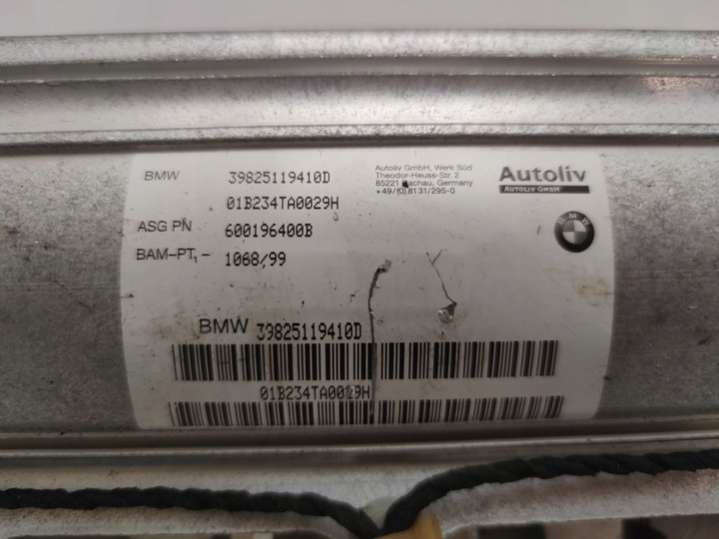 BMW 39825119410D
01B234TA0029H
ASG PN 600196400B
BAM-PT,- 1068/99
Autoliv GmbH, Werk Süd
Theodor-Heuss-Str. 2
85221 Dachau, Germany
+49/(0)8131/295-0
Autoliv
AUTOLIV GMBH
BMW
BMW 39825119410D
01B234TA0029H